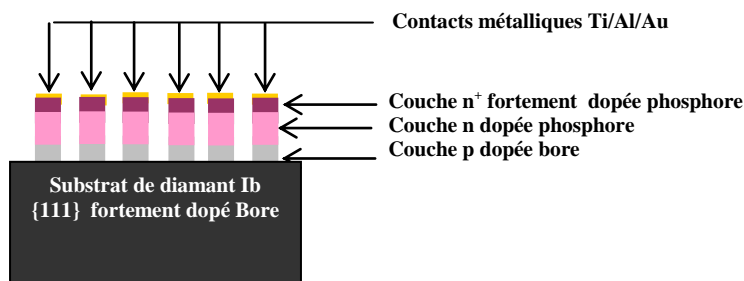 Contacts métalliques Ti/Al/Au
Couche n⁺ fortement dopée phosphore
Couche n dopée phosphore
Couche p dopée bore
Substrat de diamant Ib
{111} fortement dopé Bore